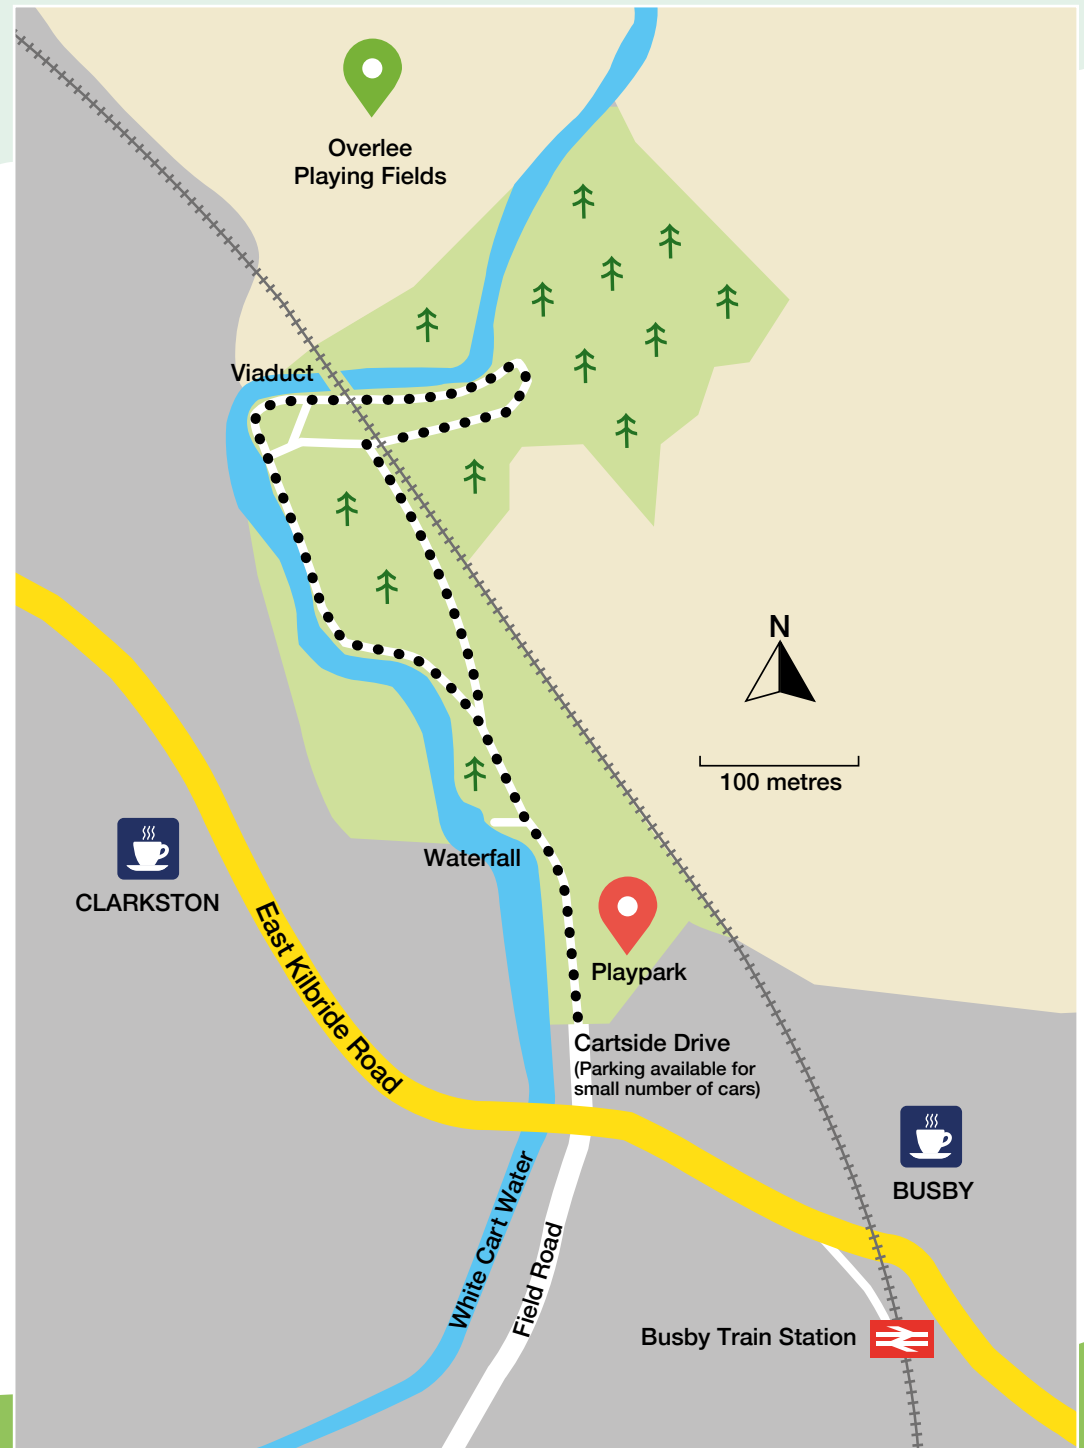 Overlee
Playing Fields
Viaduct
N
100 metres
Waterfall
CLARKSTON
East Kilbride Road
Playpark
Cartside Drive
(Parking available for
small number of cars)
BUSBY
White Cart Water
Field Road
Busby Train Station